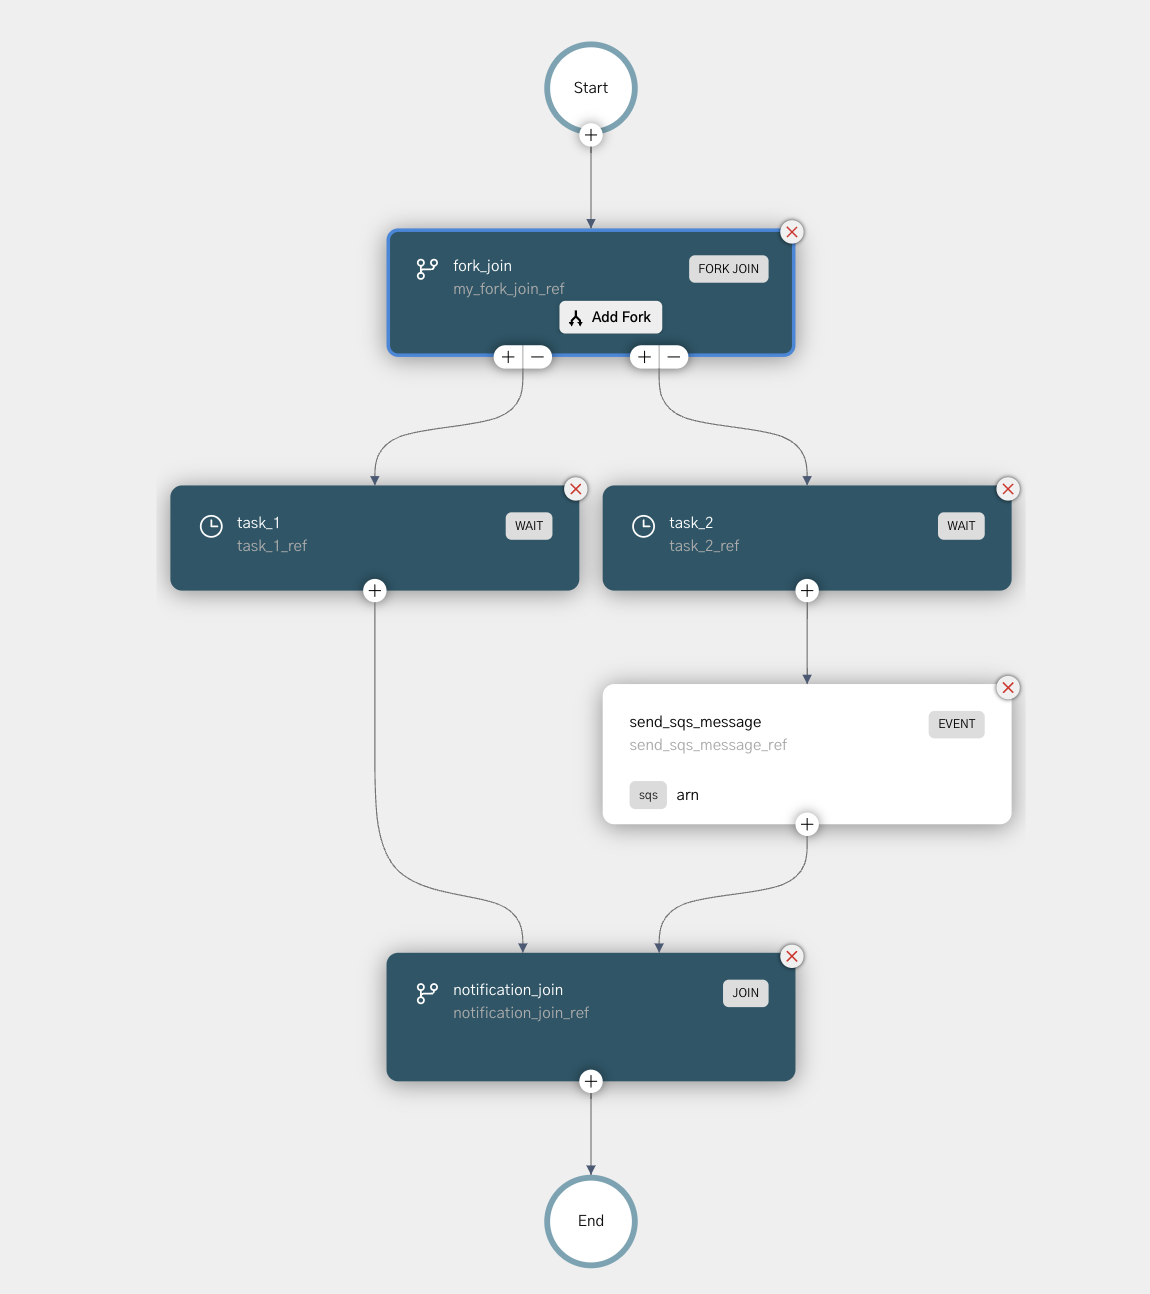 Start
fork_join
FORK JOIN
my_fork_join_ref
Add Fork
task_1
WAIT
task_1_ref
task_2
WAIT
task_2_ref
send_sqs_message
EVENT
send_sqs_message_ref
sqs arn
notification_join
JOIN
notification_join_ref
End